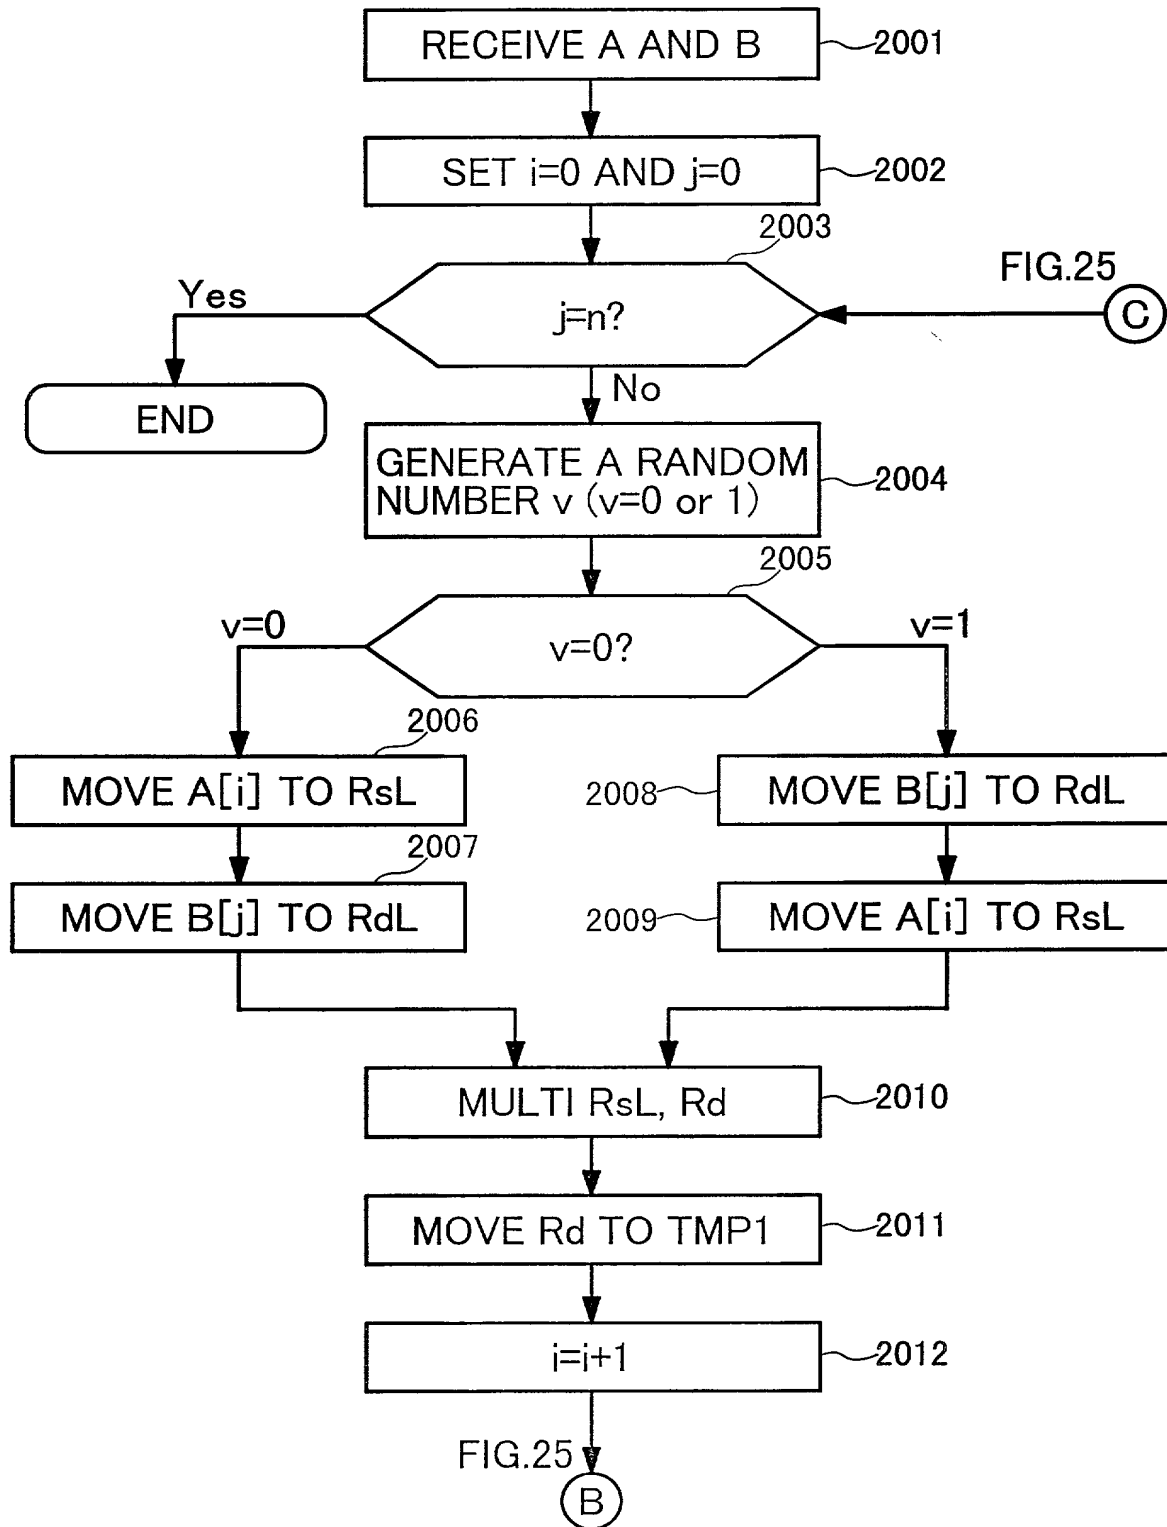 RECEIVE A AND B
2001
SET i=0 AND j=0
2002
2003
FIG.25
Yes
j=n?
C
No
END
GENERATE A RANDOM
NUMBER v (v=0 or 1)
2004
2005
v=0
v=0?
v=1
2006
MOVE A[i] TO RsL
2008
MOVE B[j] TO RdL
2007
MOVE B[j] TO RdL
2009
MOVE A[i] TO RsL
MULTI RsL, Rd
2010
MOVE Rd TO TMP1
2011
i=i+1
2012
FIG.25
B